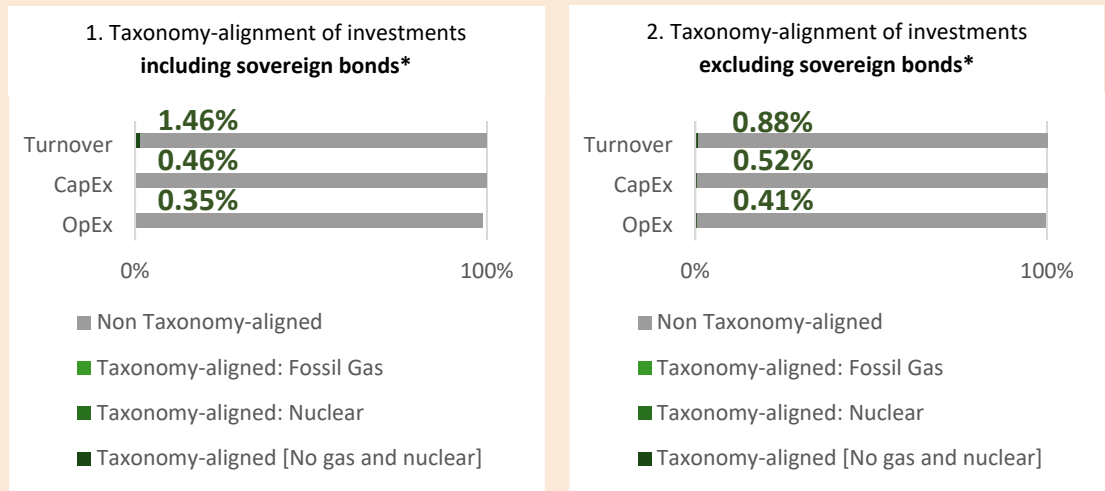 1. Taxonomy-alignment of investments
including sovereign bonds*
1.46%
Turnover
0.46%
CapEx
0.35%
OpEx
0%
100%
Non Taxonomy-aligned
Taxonomy-aligned: Fossil Gas
Taxonomy-aligned: Nuclear
Taxonomy-aligned [No gas and nuclear]
2. Taxonomy-alignment of investments
excluding sovereign bonds*
0.88%
Turnover
0.52%
CapEx
0.41%
OpEx
0%
100%
Non Taxonomy-aligned
Taxonomy-aligned: Fossil Gas
Taxonomy-aligned: Nuclear
Taxonomy-aligned [No gas and nuclear]